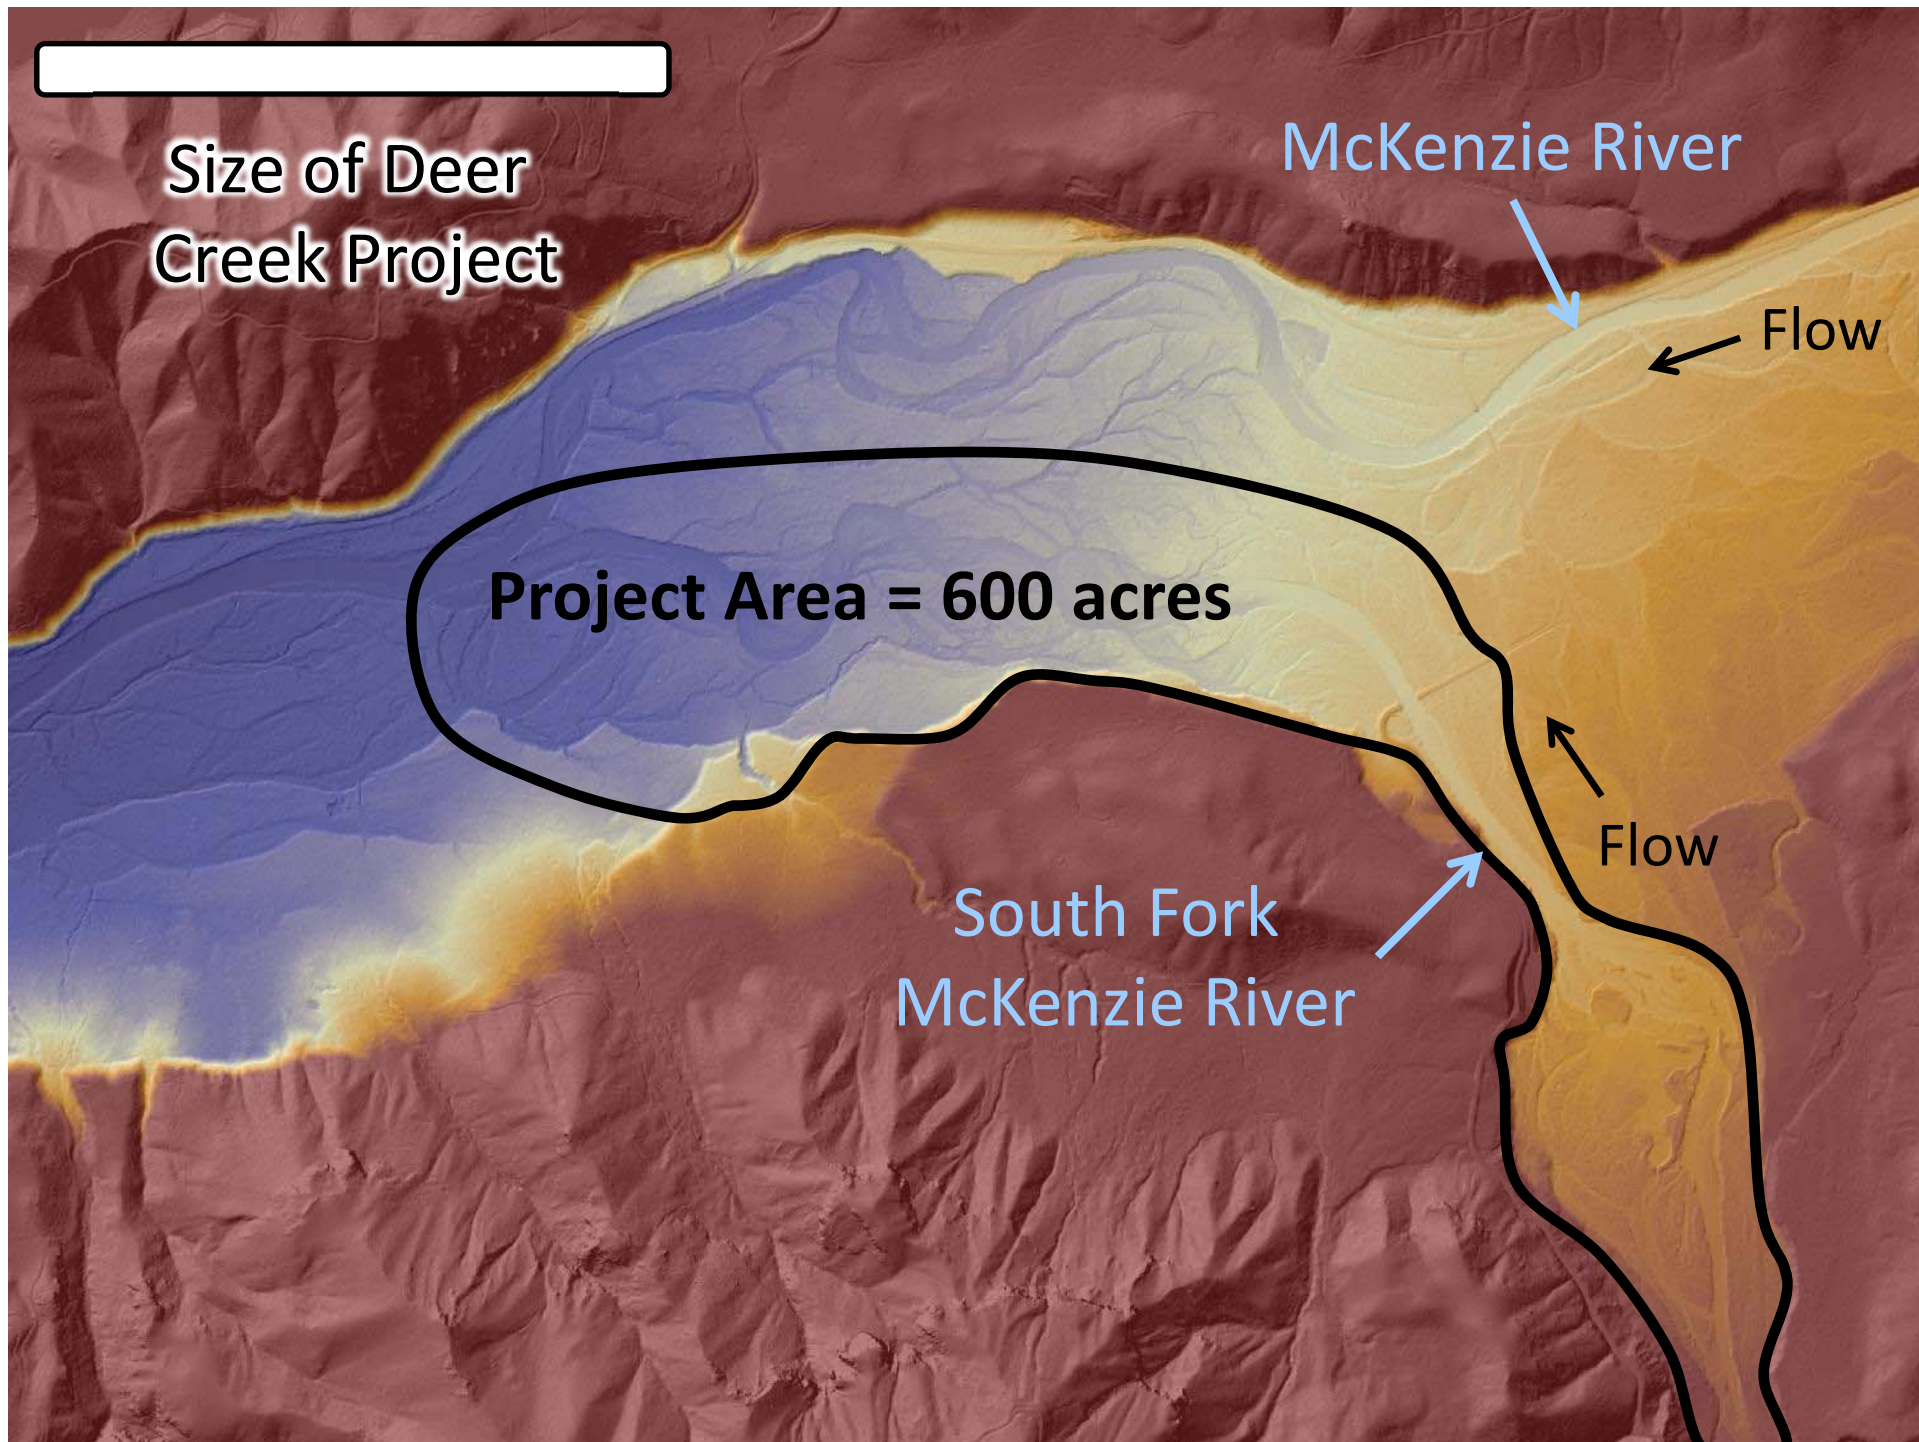 Size of Deer
Creek Project
McKenzie River
Flow
Project Area = 600 acres
Flow
South Fork
McKenzie River